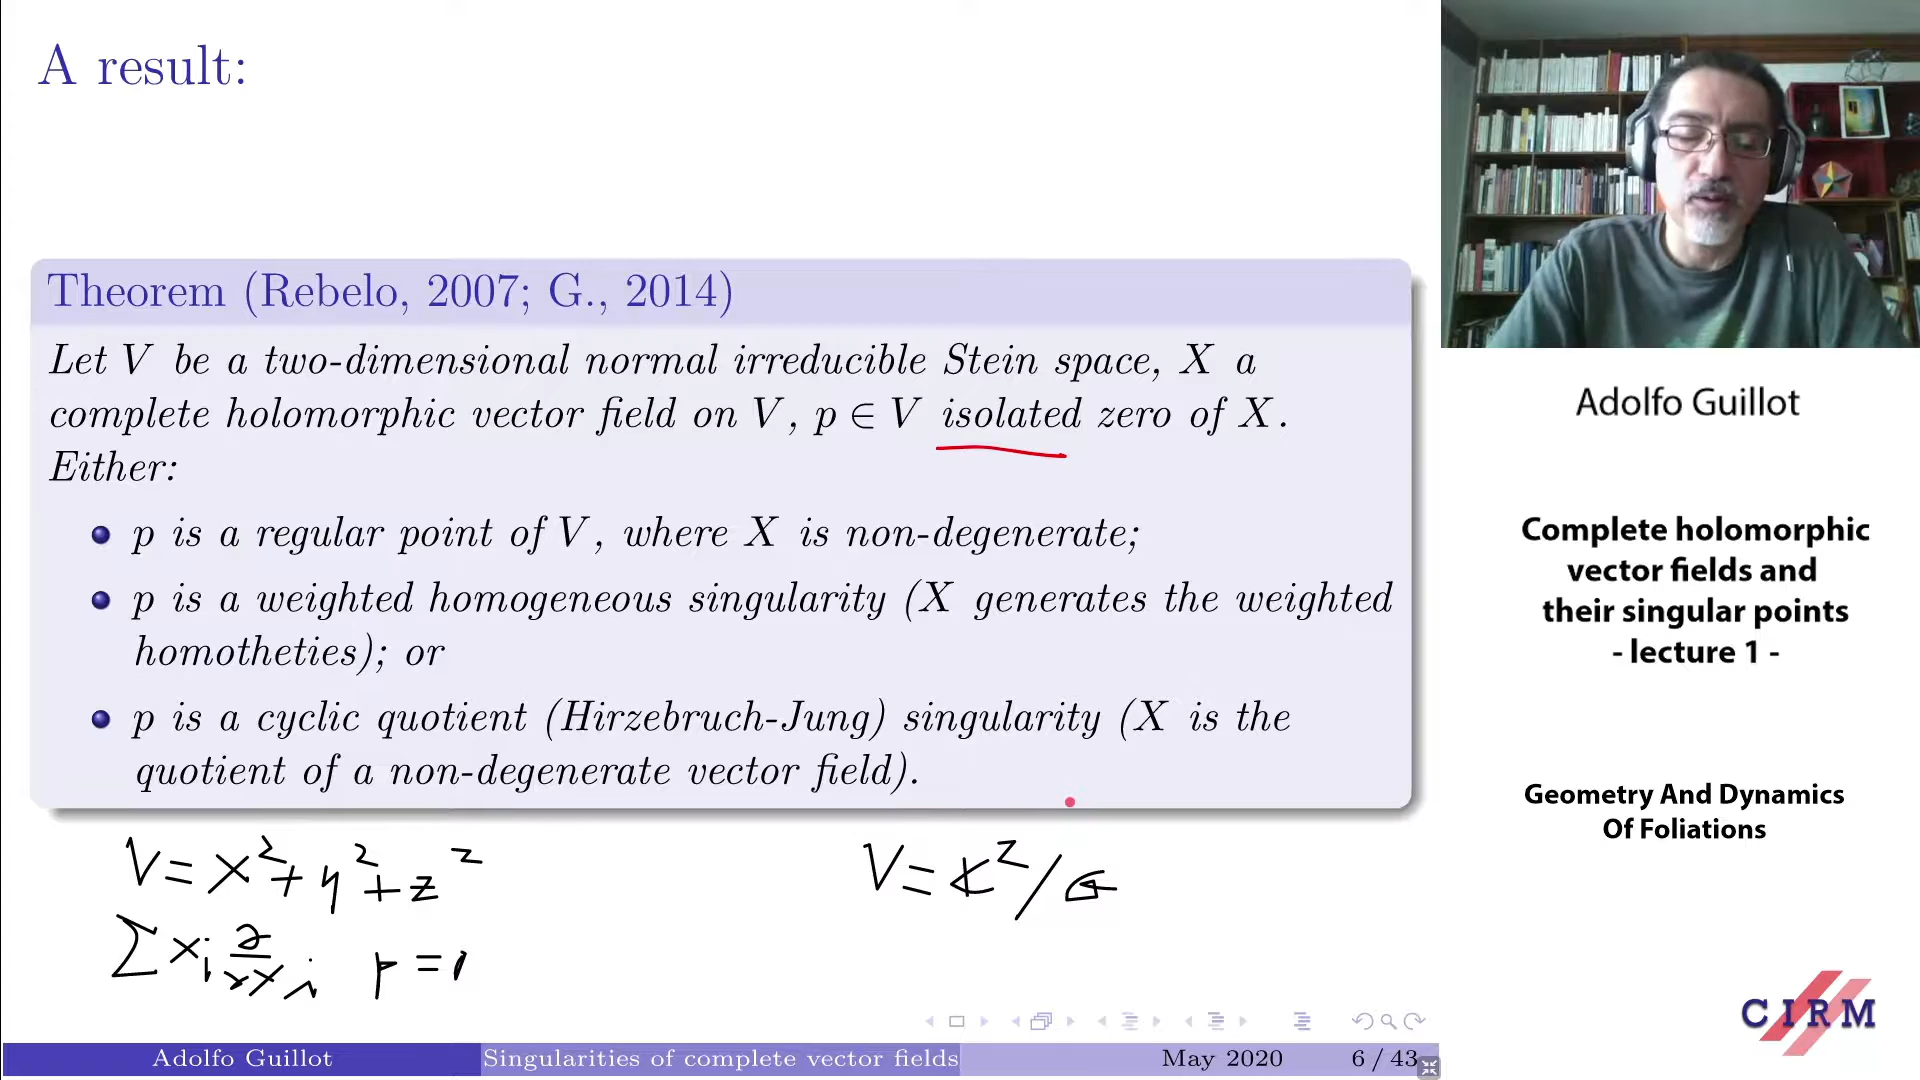 A result:
Theorem (Rebelo, 2007; G., 2014)
Let V be a two-dimensional normal irreducible Stein space, X a
complete holomorphic vector field on V, p ∈ V isolated zero of X.
Either:
p is a regular point of V, where X is non-degenerate;
p is a weighted homogeneous singularity (X generates the weighted
homotheties); or
p is a cyclic quotient (Hirzebruch-Jung) singularity (X is the
quotient of a non-degenerate vector field).
V = x² + y² + z²
∑ xᵢ ∂/∂xᵢ p =
V = ℂ²/G
Adolfo Guillot
Singularities of complete vector fields
May 2020
6 / 43
Adolfo Guillot
Complete holomorphic
vector fields and
their singular points
- lecture 1 -
Geometry And Dynamics
Of Foliations
CIRM